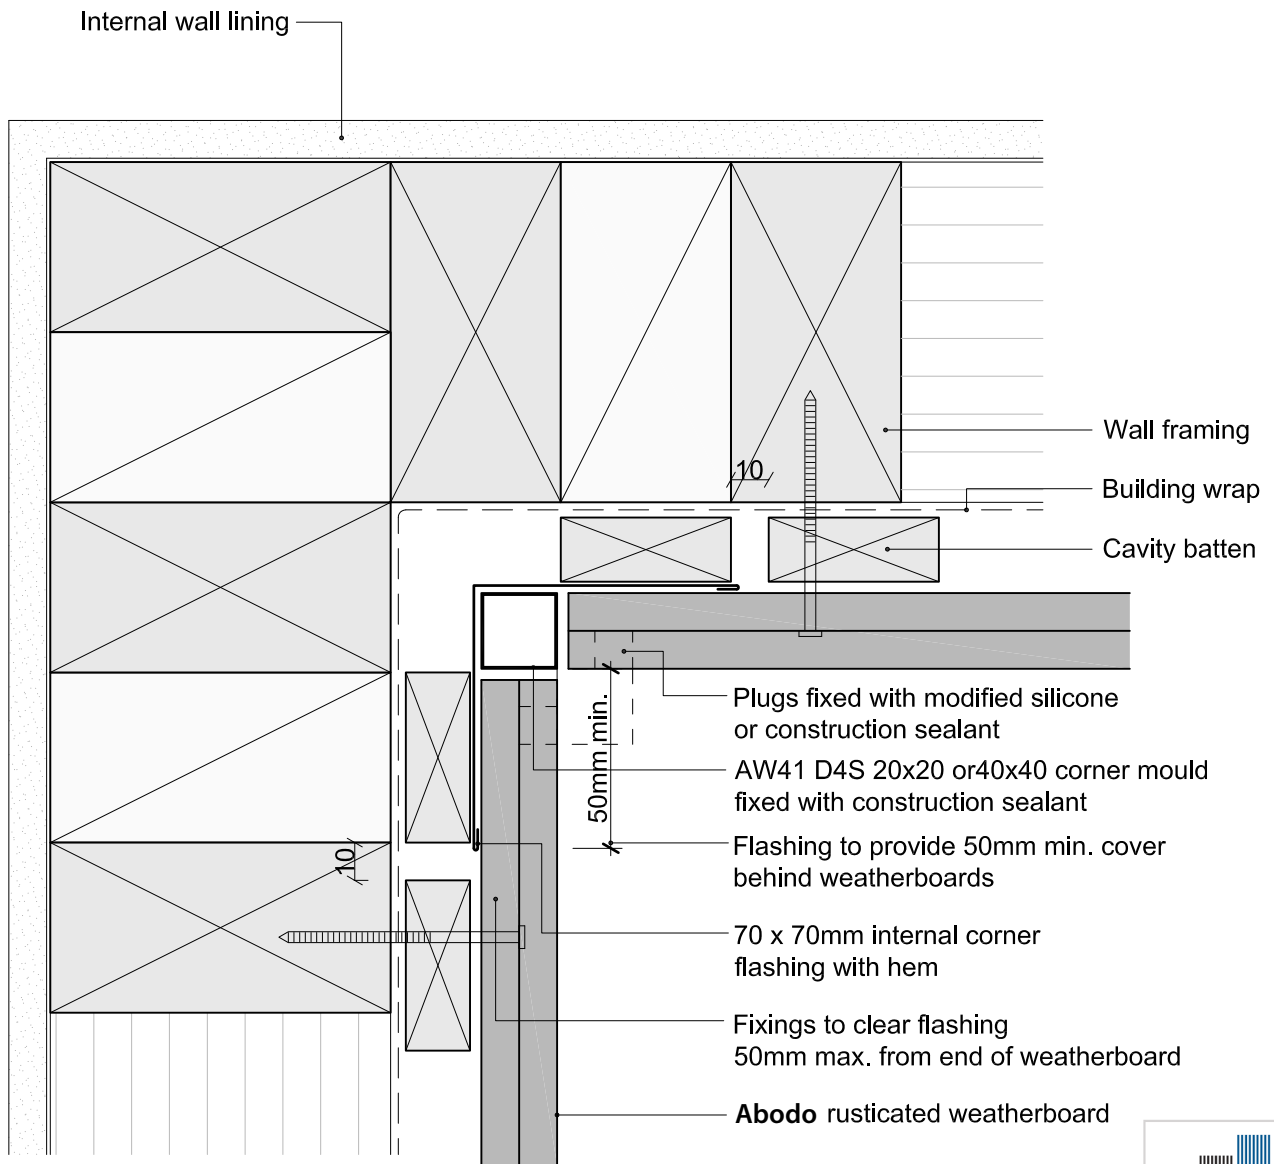 Internal wall lining
Wall framing
10
Building wrap
Cavity batten
Plugs fixed with modified silicone
or construction sealant
50mm min.
AW41 D4S 20x20 or40x40 corner mould
fixed with construction sealant
Flashing to provide 50mm min. cover
behind weatherboards
10
70 x 70mm internal corner
flashing with hem
Fixings to clear flashing
50mm max. from end of weatherboard
Abodo rusticated weatherboard